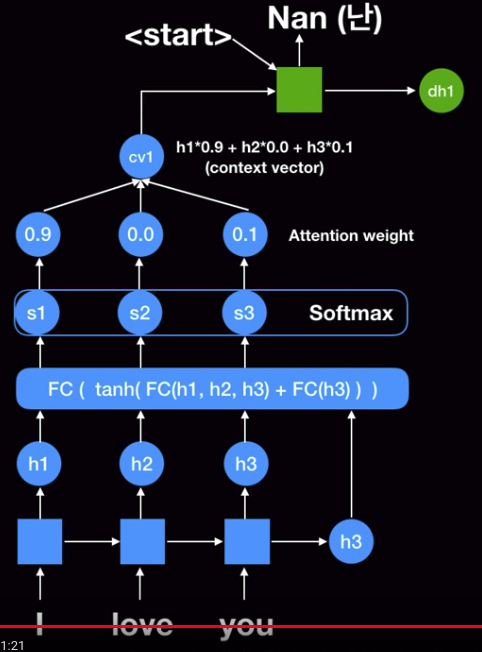 Nan (난)
<start>
dh1
cv1
h1*0.9 + h2*0.0 + h3*0.1
(context vector)
0.9
0.0
0.1
Attention weight
s1
s2
s3
Softmax
FC ( tanh( FC(h1, h2, h3) + FC(h3) ) )
h1
h2
h3
h3
I love you
1:21